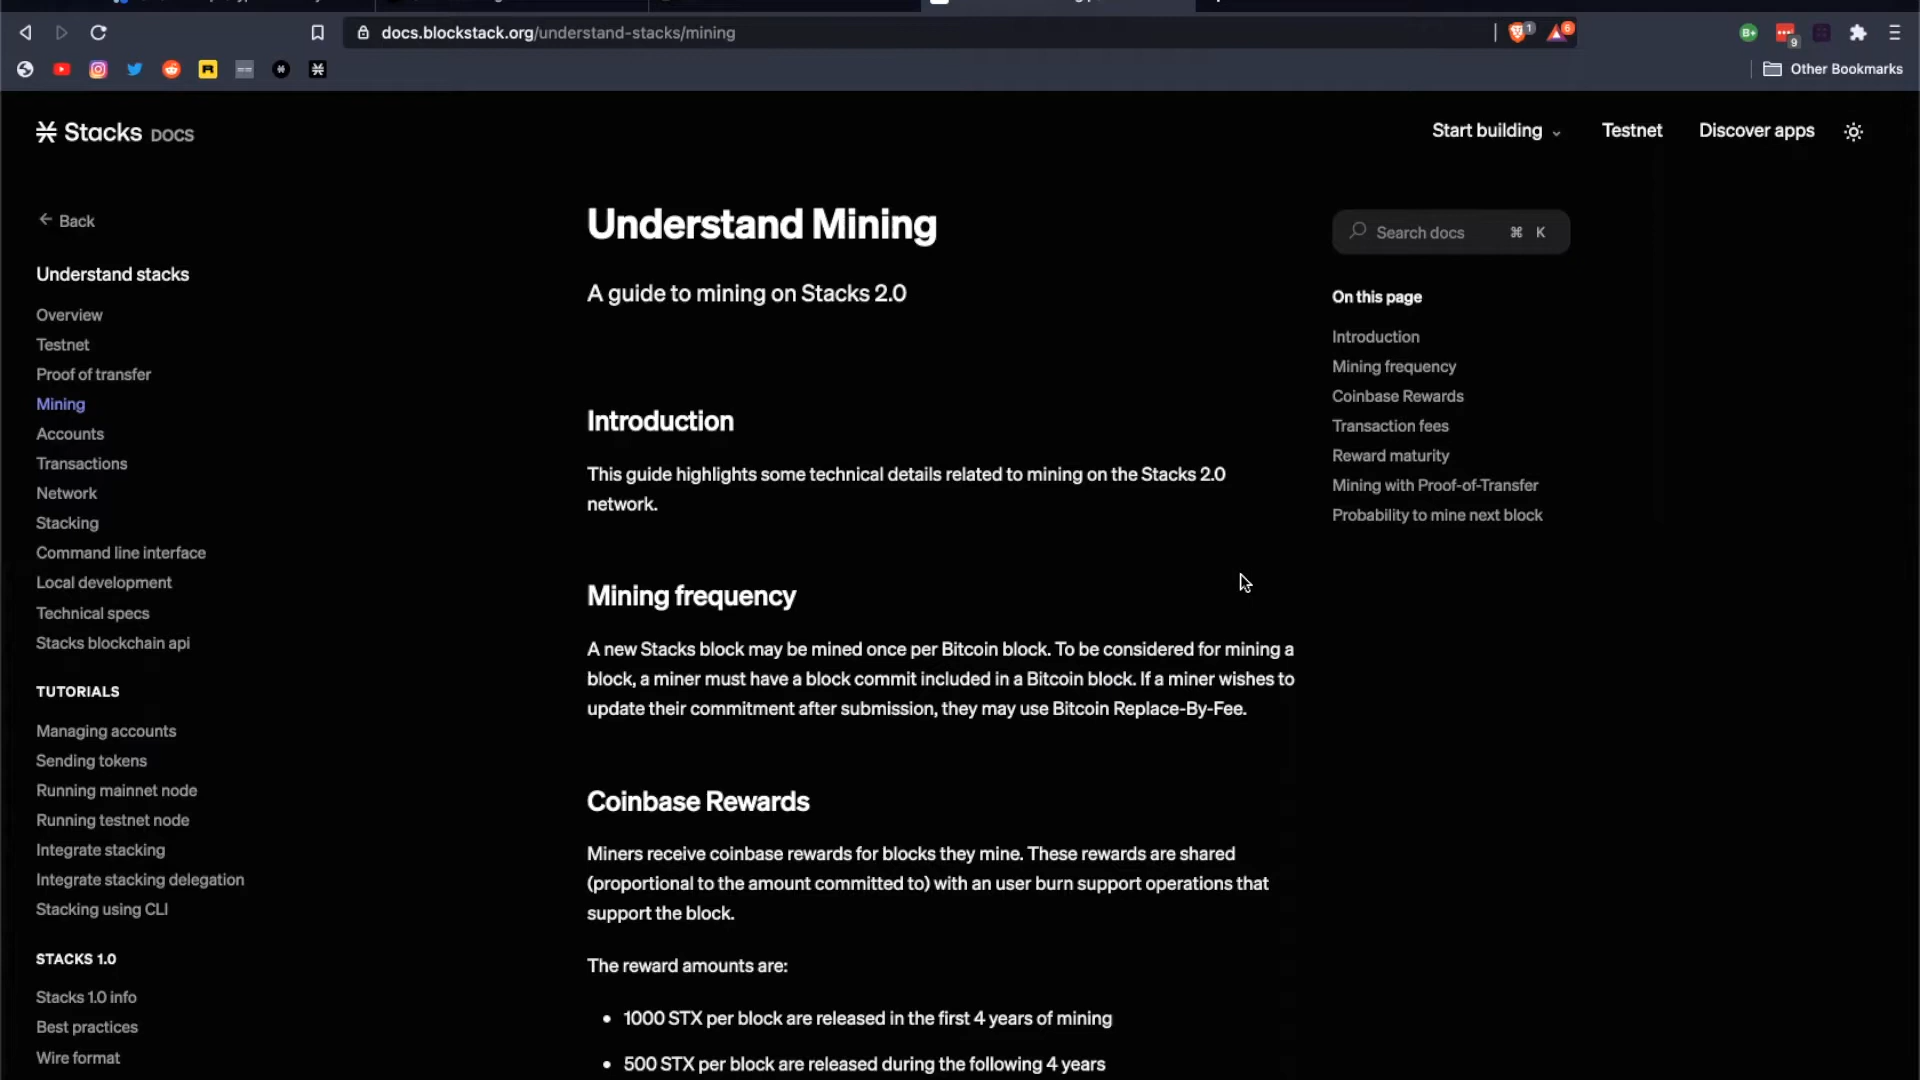 docs.blockstack.org/understand-stacks/mining
1
6
B+
9
Other Bookmarks
Stacks DOCS
Start building
Testnet
Discover apps
← Back
Understand stacks
Overview
Testnet
Proof of transfer
Mining
Accounts
Transactions
Network
Stacking
Command line interface
Local development
Technical specs
Stacks blockchain api
TUTORIALS
Managing accounts
Sending tokens
Running mainnet node
Running testnet node
Integrate stacking
Integrate stacking delegation
Stacking using CLI
STACKS 1.0
Stacks 1.0 info
Best practices
Wire format
Understand Mining
A guide to mining on Stacks 2.0
Introduction
This guide highlights some technical details related to mining on the Stacks 2.0
network.
Mining frequency
A new Stacks block may be mined once per Bitcoin block. To be considered for mining a
block, a miner must have a block commit included in a Bitcoin block. If a miner wishes to
update their commitment after submission, they may use Bitcoin Replace-By-Fee.
Coinbase Rewards
Miners receive coinbase rewards for blocks they mine. These rewards are shared
(proportional to the amount committed to) with an user burn support operations that
support the block.
The reward amounts are:
• 1000 STX per block are released in the first 4 years of mining
• 500 STX per block are released during the following 4 years
Search docs ⌘ K
On this page
Introduction
Mining frequency
Coinbase Rewards
Transaction fees
Reward maturity
Mining with Proof-of-Transfer
Probability to mine next block